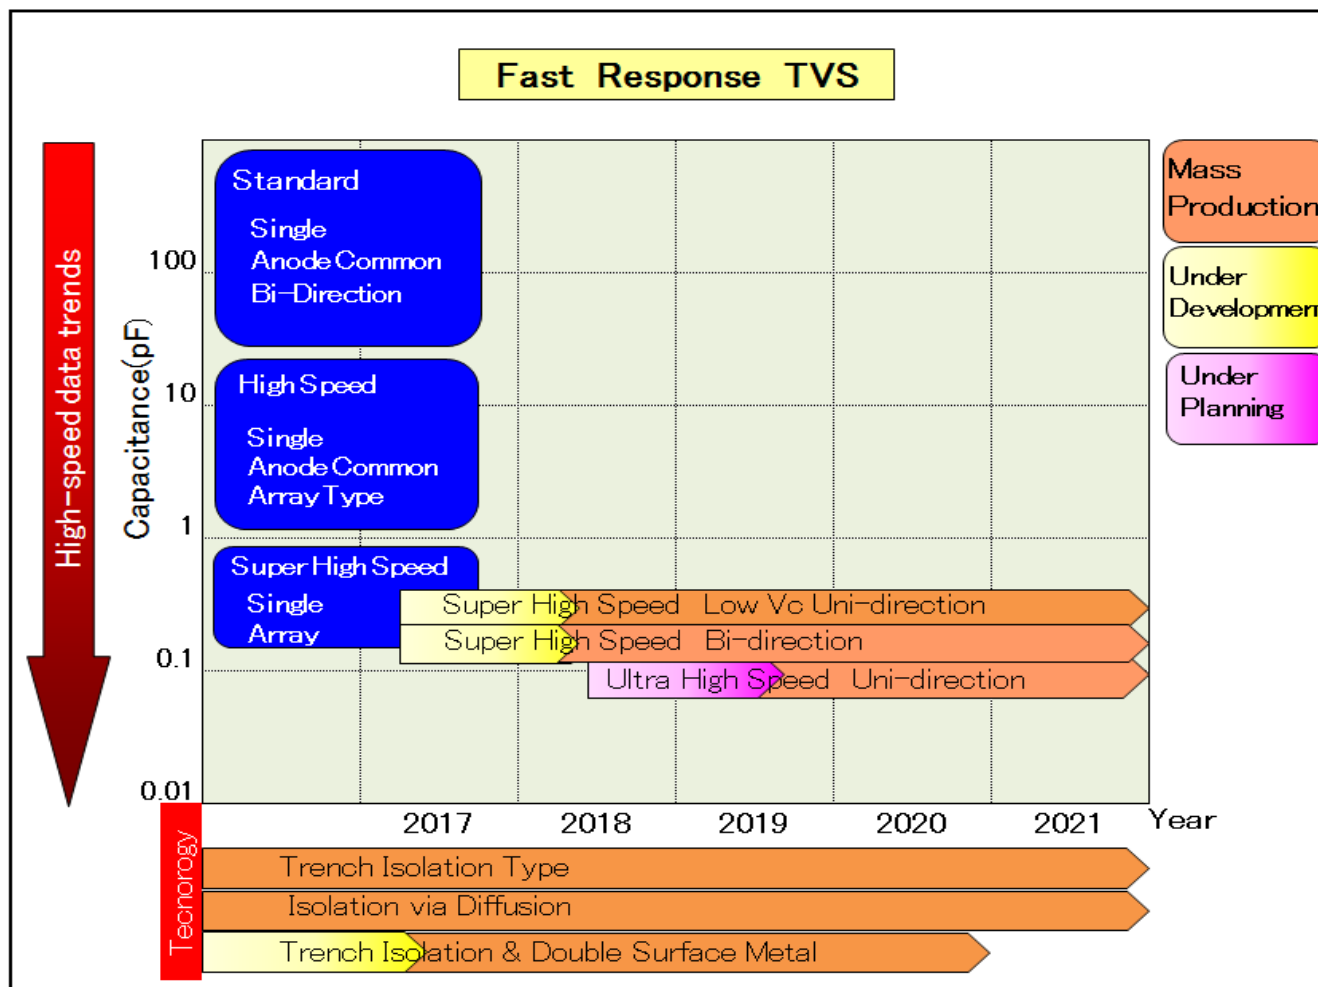 Fast Response TVS
High-speed data trends
Capacitance(pF)
100
10
1
0.1
0.01
Standard
Single
Anode Common
Bi-Direction
High Speed
Single
Anode Common
Array Type
Super High Speed
Single
Array
Super High Speed Low Vc Uni-direction
Super High Speed Bi-direction
Ultra High Speed Uni-direction
Mass
Production
Under
Development
Under
Planning
2017 2018 2019 2020 2021 Year
Tecnorogy
Trench Isolation Type
Isolation via Diffusion
Trench Isolation & Double Surface Metal